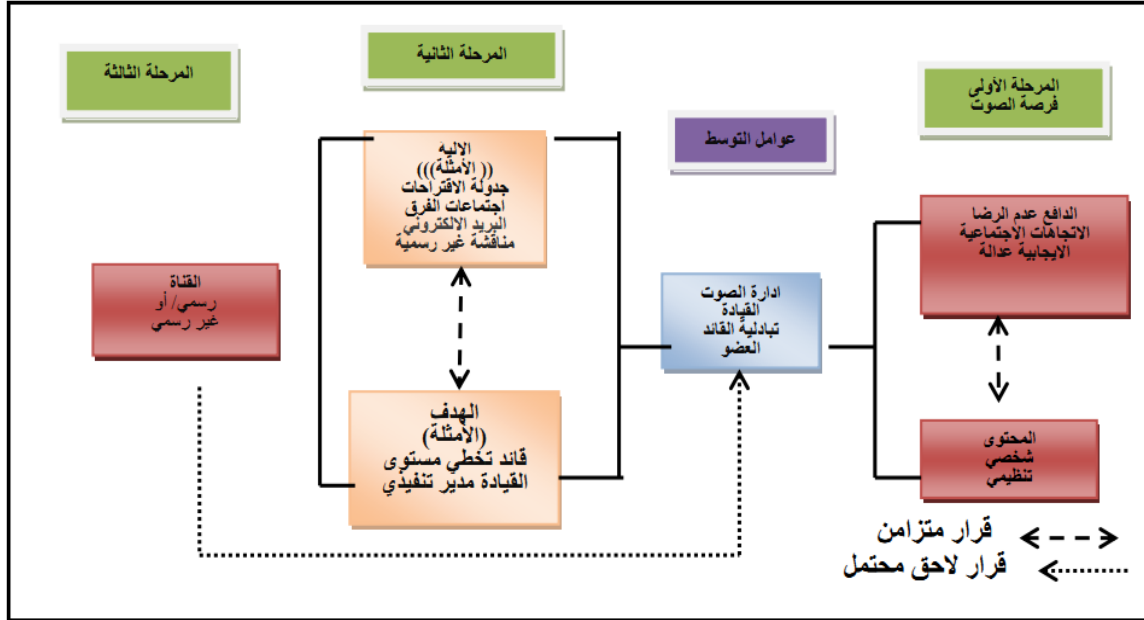 المرحلة الأولى
فرصة الصوت
عوامل التوسط
المرحلة الثانية
المرحلة الثالثة
الدافع عدم الرضا
الاتجاهات الاجتماعية
الايجابية عدالة
المحتوى
شخصي
تنظيمي
ادارة الصوت
القيادة
تبادلية القائد
العضو
الالية
(( الأمثلة)))
جدولة الاقتراحات
اجتماعات الفرق
البريد الالكتروني
مناقشة غير رسمية
الهدف
(الأمثلة)
قائد تخطي مستوى
القيادة مدير تنفيذي
القناة
رسمي/ أو
غير رسمي
قرار متزامن
قرار لاحق محتمل